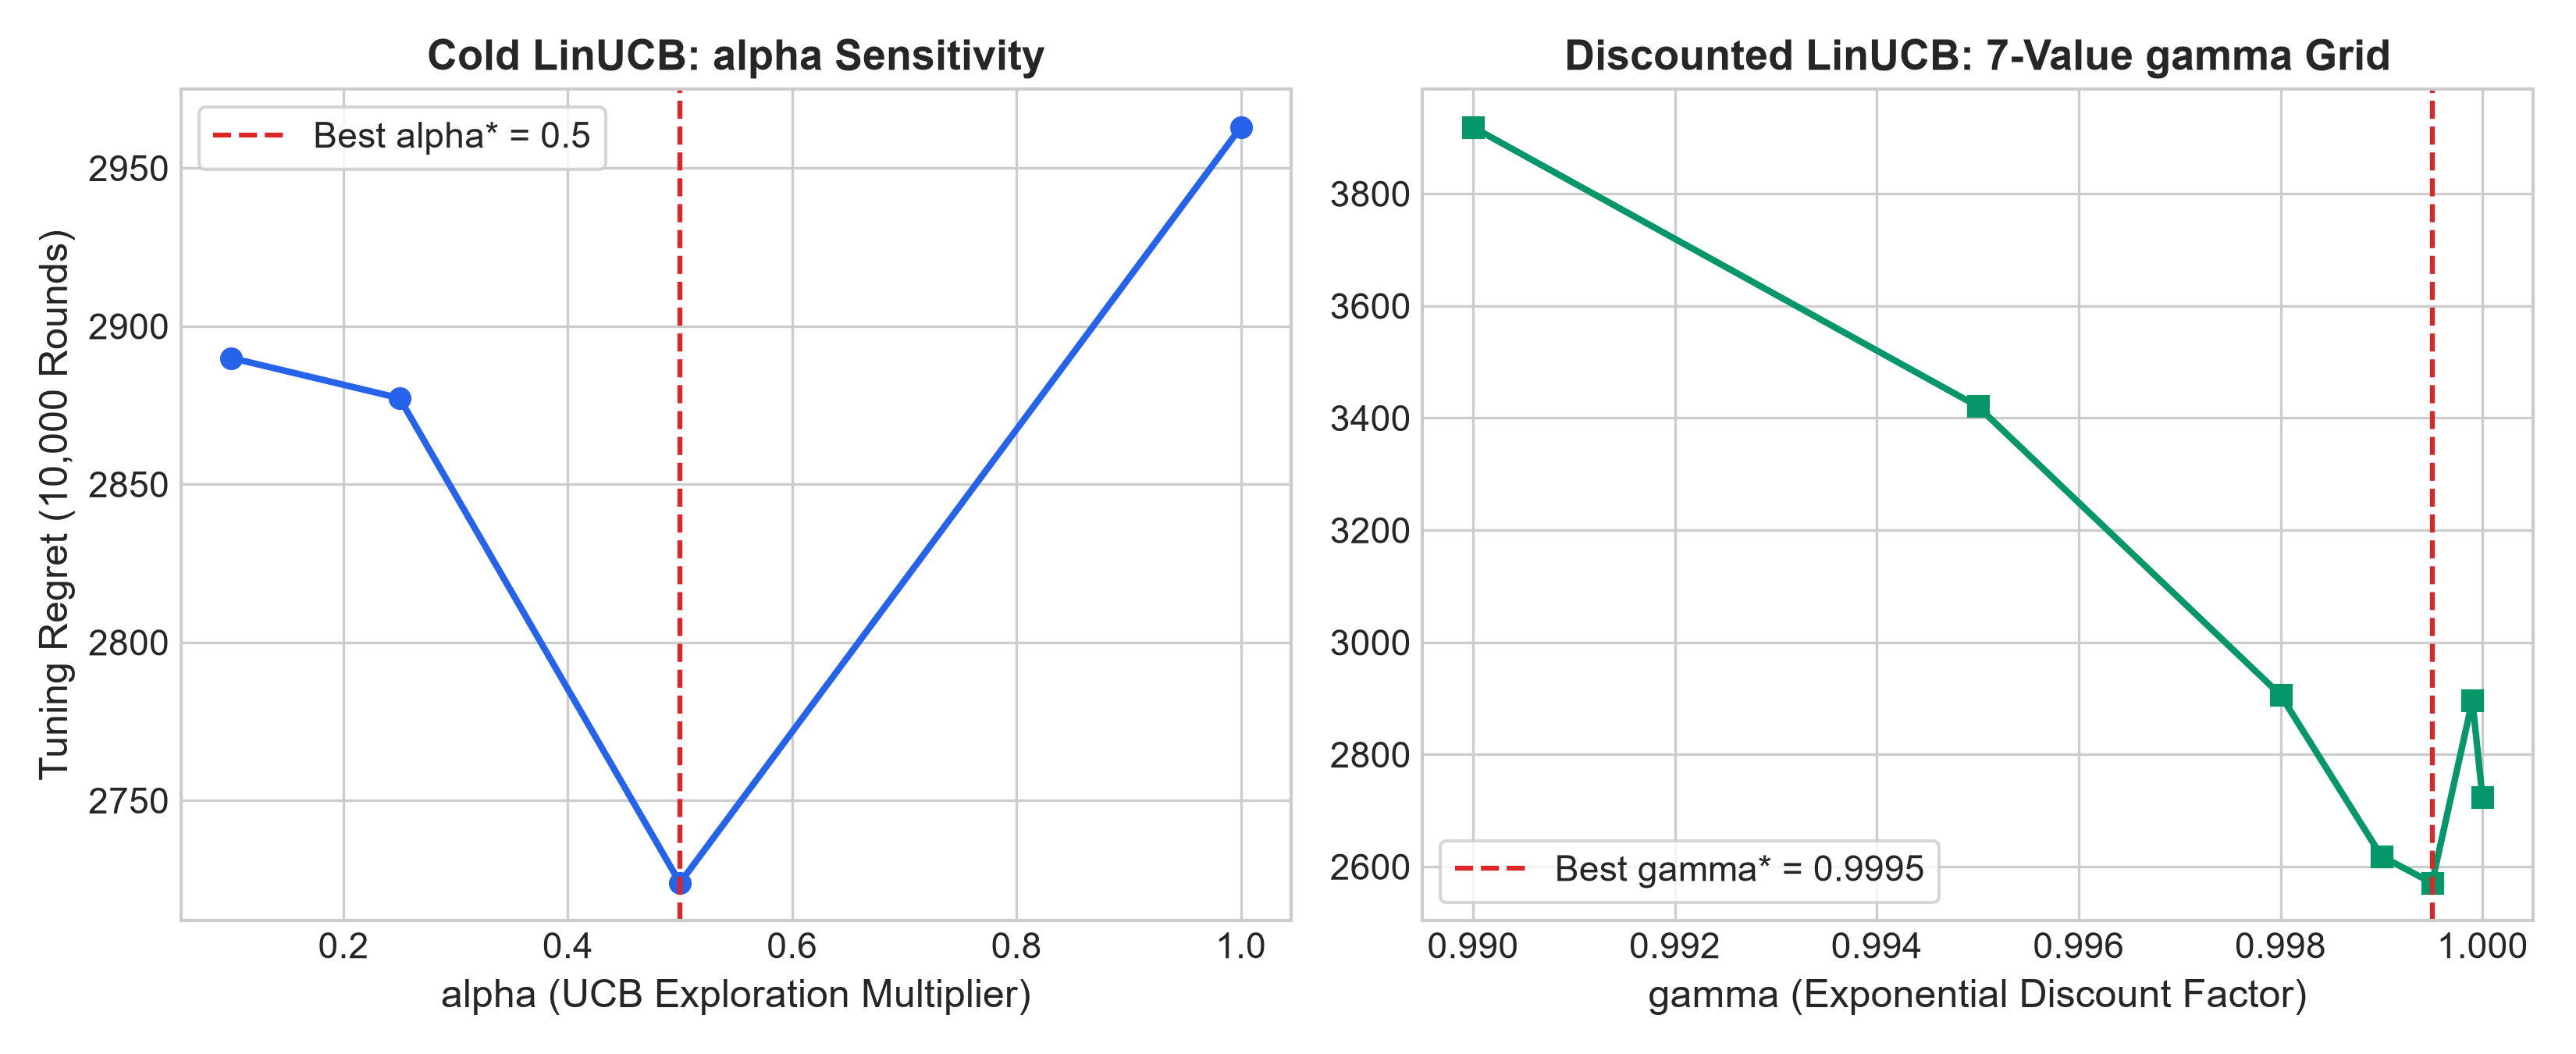 Cold LinUCB: alpha Sensitivity
Best alpha* = 0.5
Tuning Regret (10,000 Rounds)
2950
2900
2850
2800
2750
0.2 0.4 0.6 0.8 1.0
alpha (UCB Exploration Multiplier)
Discounted LinUCB: 7-Value gamma Grid
3800
3600
3400
3200
3000
2800
2600
Best gamma* = 0.9995
0.990 0.992 0.994 0.996 0.998 1.000
gamma (Exponential Discount Factor)